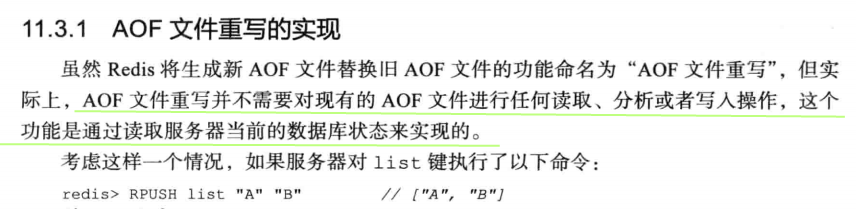 11.3.1 AOF 文件重写的实现
虽然 Redis 将生成新 AOF 文件替换旧 AOF 文件的功能命名为“AOF 文件重写”，但实
际上，AOF 文件重写并不需要对现有的 AOF 文件进行任何读取、分析或者写入操作，这个
功能是通过读取服务器当前的数据库状态来实现的。
考虑这样一个情况，如果服务器对 list 键执行了以下命令：
redis> RPUSH list "A" "B" // ["A", "B"]